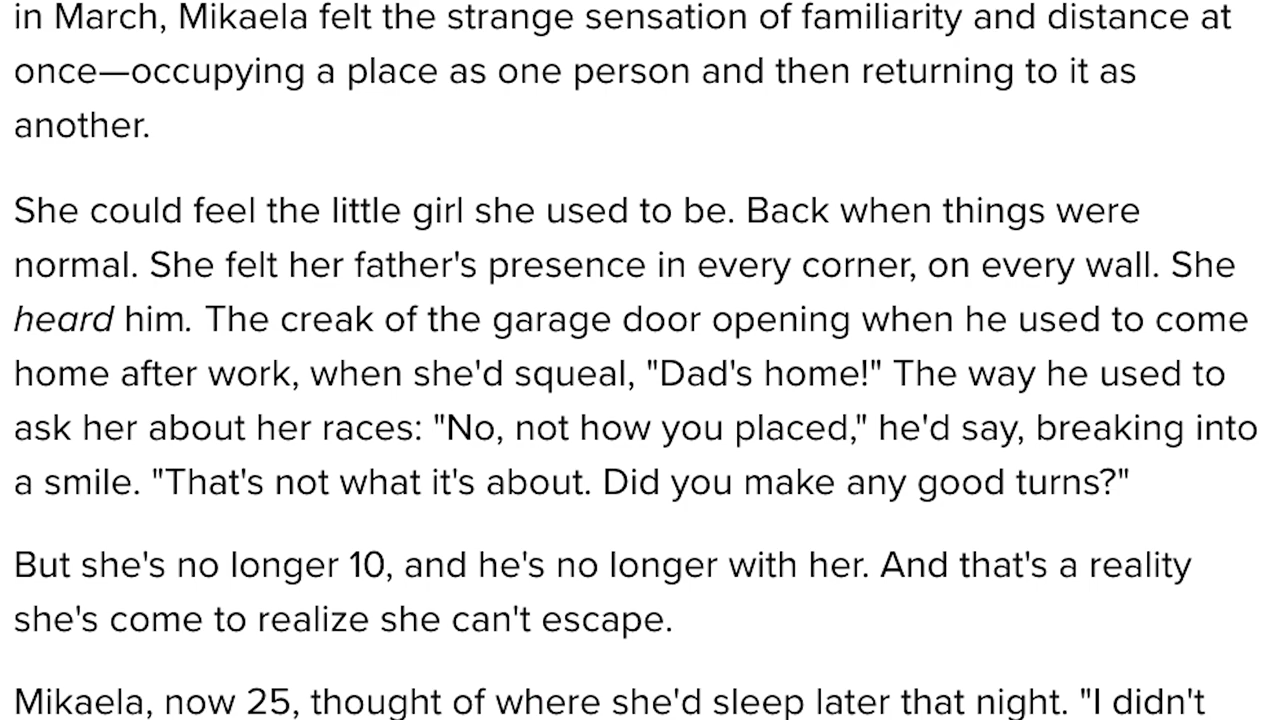 in March, Mikaela felt the strange sensation of familiarity and distance at
once—occupying a place as one person and then returning to it as
another.
She could feel the little girl she used to be. Back when things were
normal. She felt her father's presence in every corner, on every wall. She
heard him. The creak of the garage door opening when he used to come
home after work, when she'd squeal, "Dad's home!" The way he used to
ask her about her races: "No, not how you placed," he'd say, breaking into
a smile. "That's not what it's about. Did you make any good turns?"
But she's no longer 10, and he's no longer with her. And that's a reality
she's come to realize she can't escape.
Mikaela, now 25, thought of where she'd sleep later that night. "I didn't